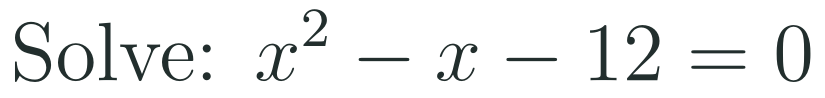 Solve: x² − x − 12 = 0